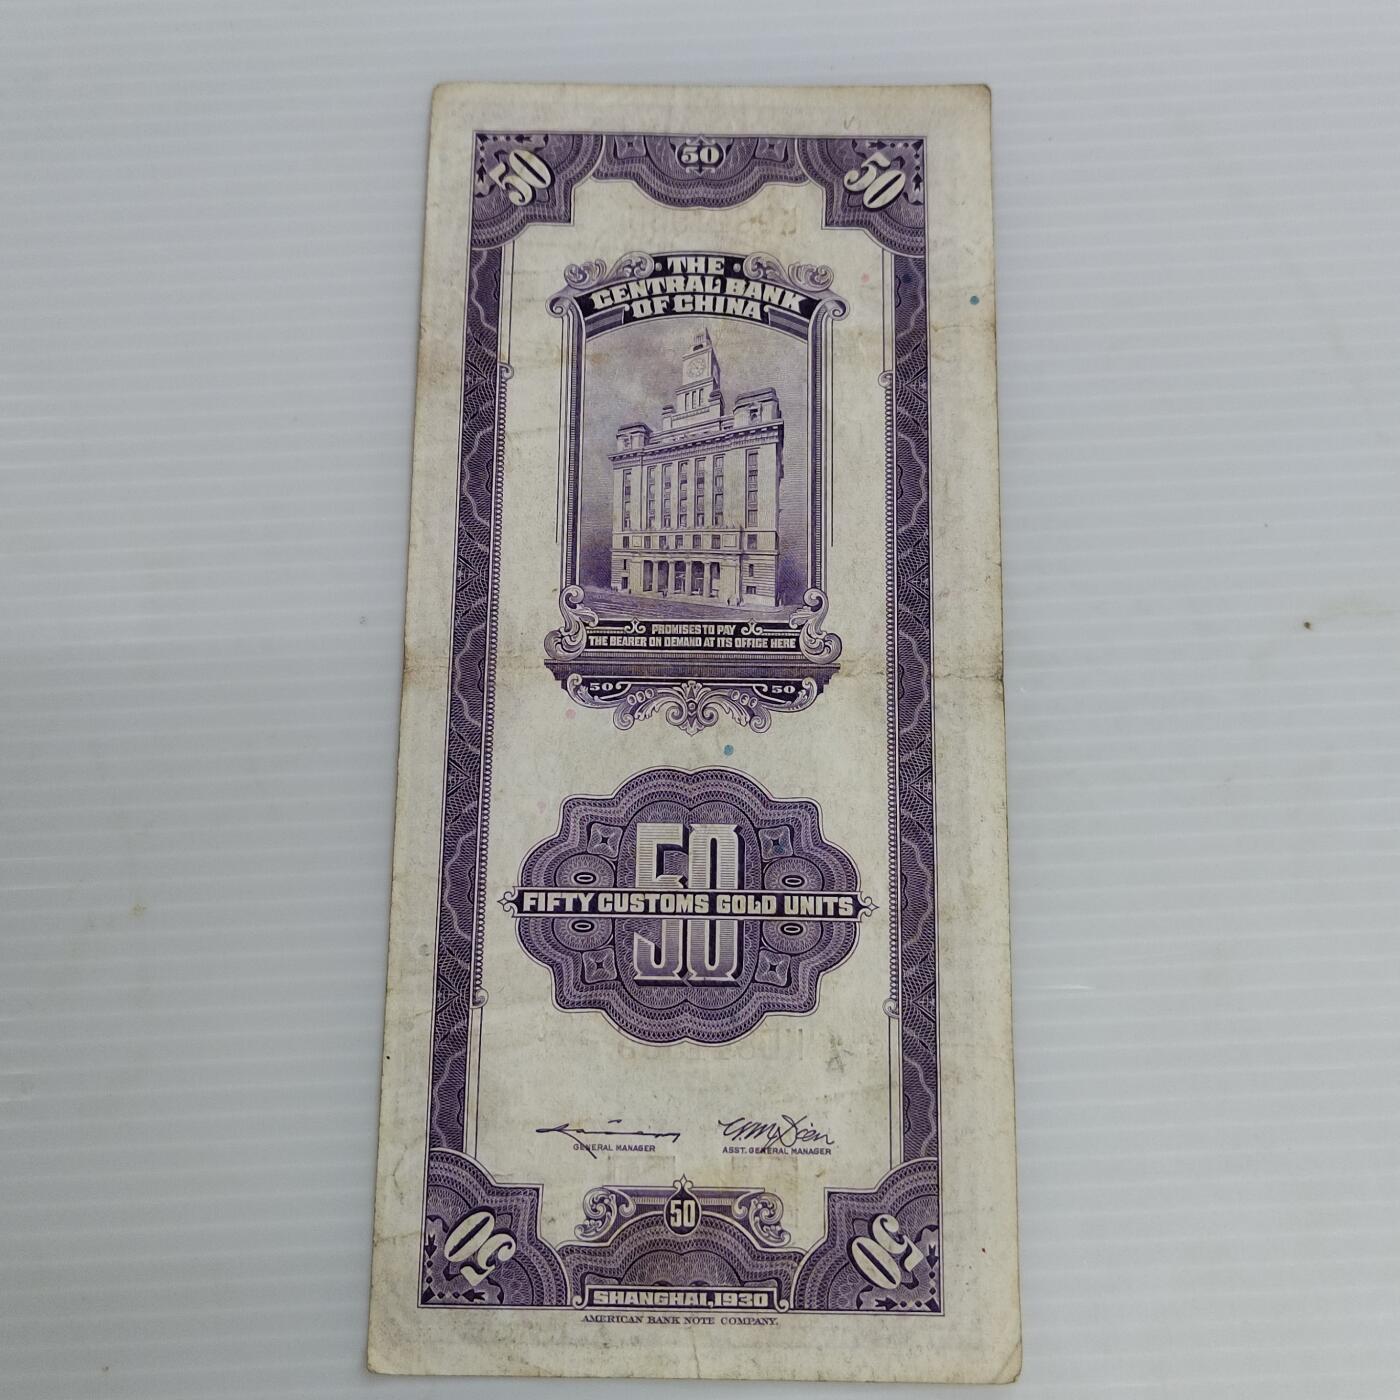 50 50 50
THE
CENTRAL BANK
OF CHINA
PROMISES TO PAY
THE BEARER ON DEMAND AT ITS OFFICE HERE
50 50
50
FIFTY CUSTOMS GOLD UNITS
GENERAL MANAGER ASST. GENERAL MANAGER
50 50 50
SHANGHAI, 1930
AMERICAN BANK NOTE COMPANY.